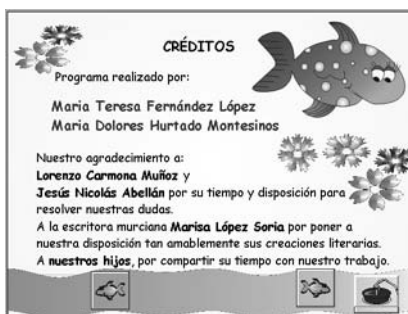 CRÉDITOS
Programa realizado por:
Maria Teresa Fernández López
Maria Dolores Hurtado Montesinos
Nuestro agradecimiento a:
Lorenzo Carmona Muñoz y
Jesús Nicolás Abellán por su tiempo y disposición para
resolver nuestras dudas.
A la escritora murciana Marisa López Soria por poner a
nuestra disposición tan amablemente sus creaciones literarias.
A nuestros hijos, por compartir su tiempo con nuestro trabajo.